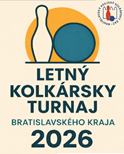 LETNÝ
KOLKÁRSKY
TURNAJ
BRATISLAVSKÉHO KRAJA
2026